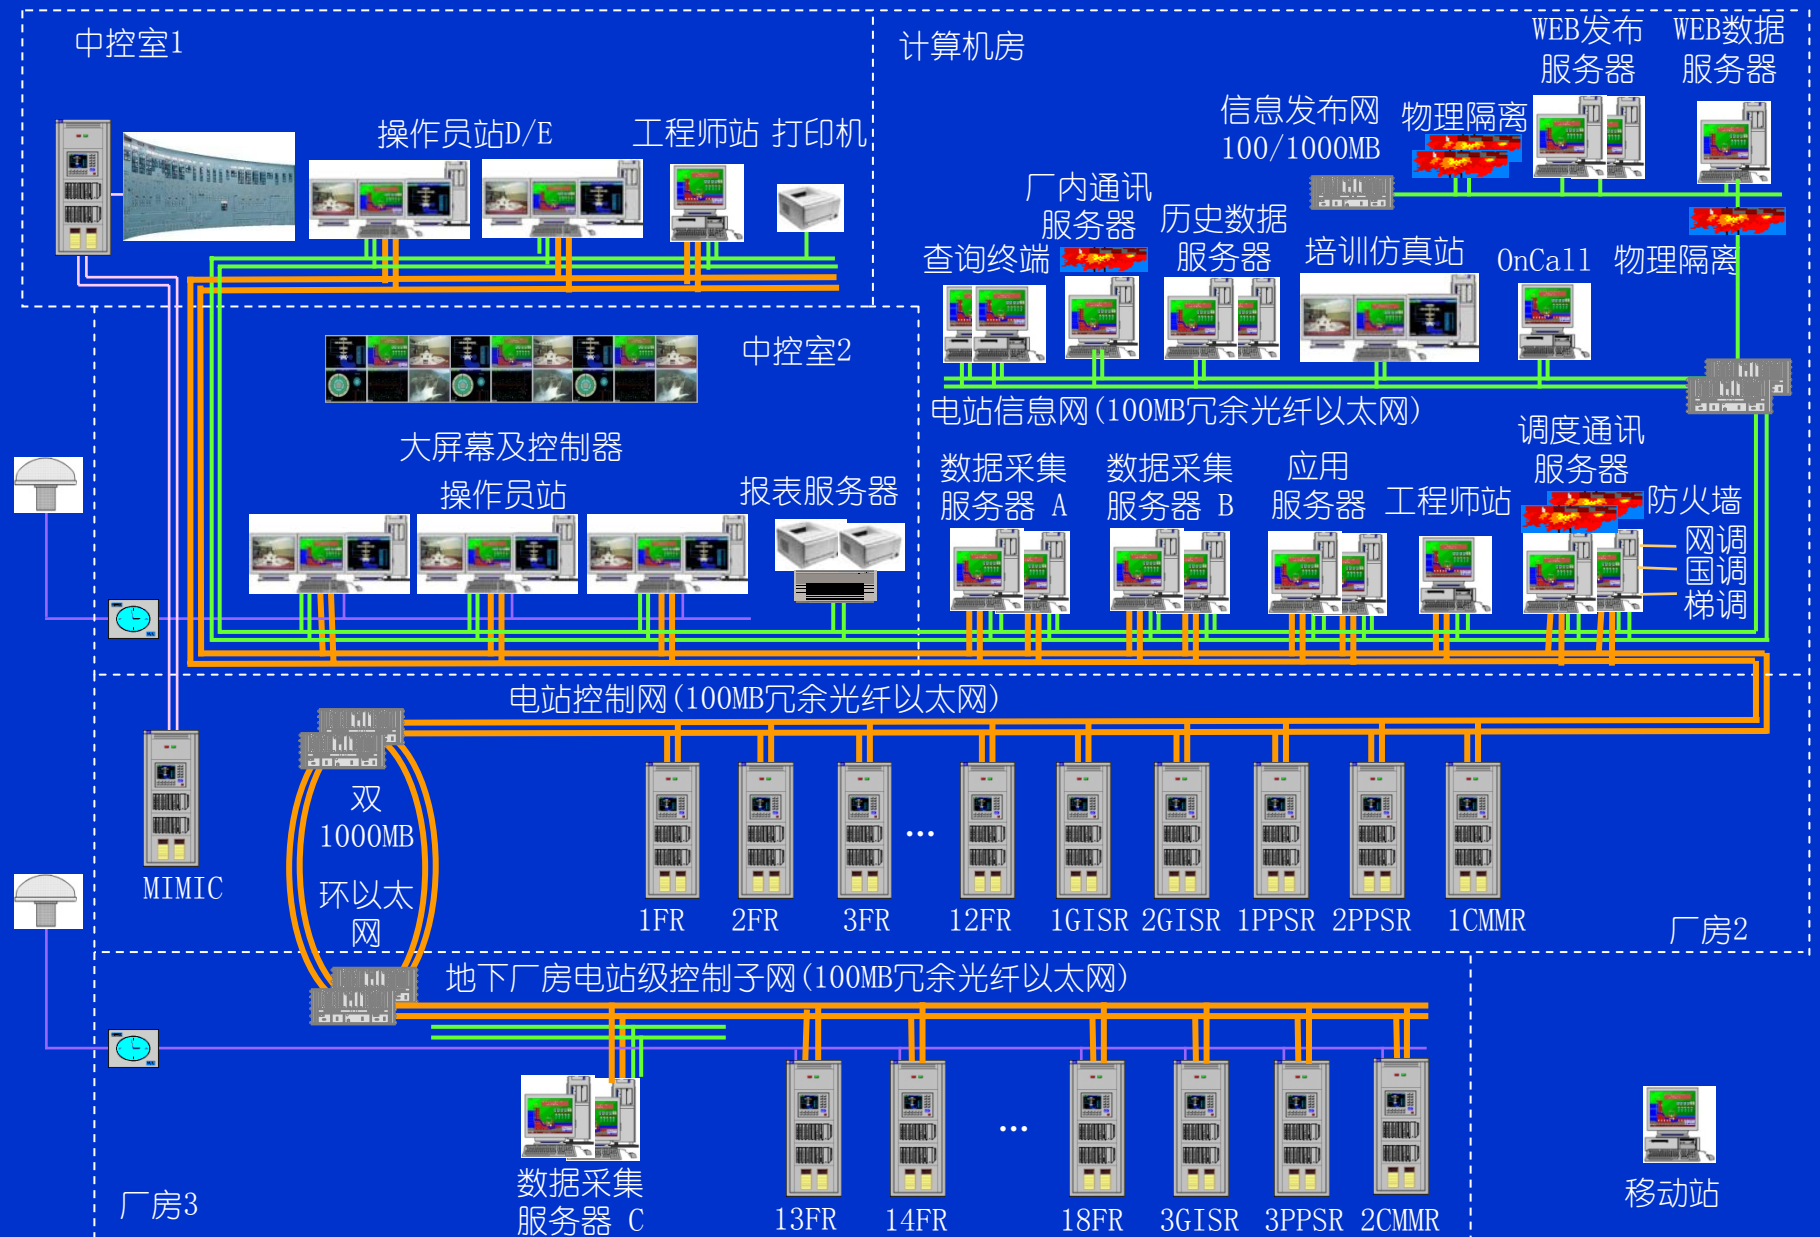 中控室1
计算机房
WEB发布
服务器
WEB数据
服务器
操作员站D/E
工程师站
打印机
信息发布网
100/1000MB
物理隔离
厂内通讯
服务器
历史数据
服务器
查询终端
培训仿真站
OnCall
物理隔离
中控室2
电站信息网(100MB冗余光纤以太网)
大屏幕及控制器
操作员站
报表服务器
数据采集
服务器 A
数据采集
服务器 B
应用
服务器
工程师站
调度通讯
服务器
防火墙
网调
国调
梯调
电站控制网(100MB冗余光纤以太网)
双
1000MB
环以太
网
MIMIC
...
1FR
2FR
3FR
12FR
1GISR
2GISR
1PPSR
2PPSR
1CMMR
厂房2
地下厂房电站级控制子网(100MB冗余光纤以太网)
...
数据采集
服务器 C
厂房3
13FR
14FR
18FR
3GISR
3PPSR
2CMMR
移动站